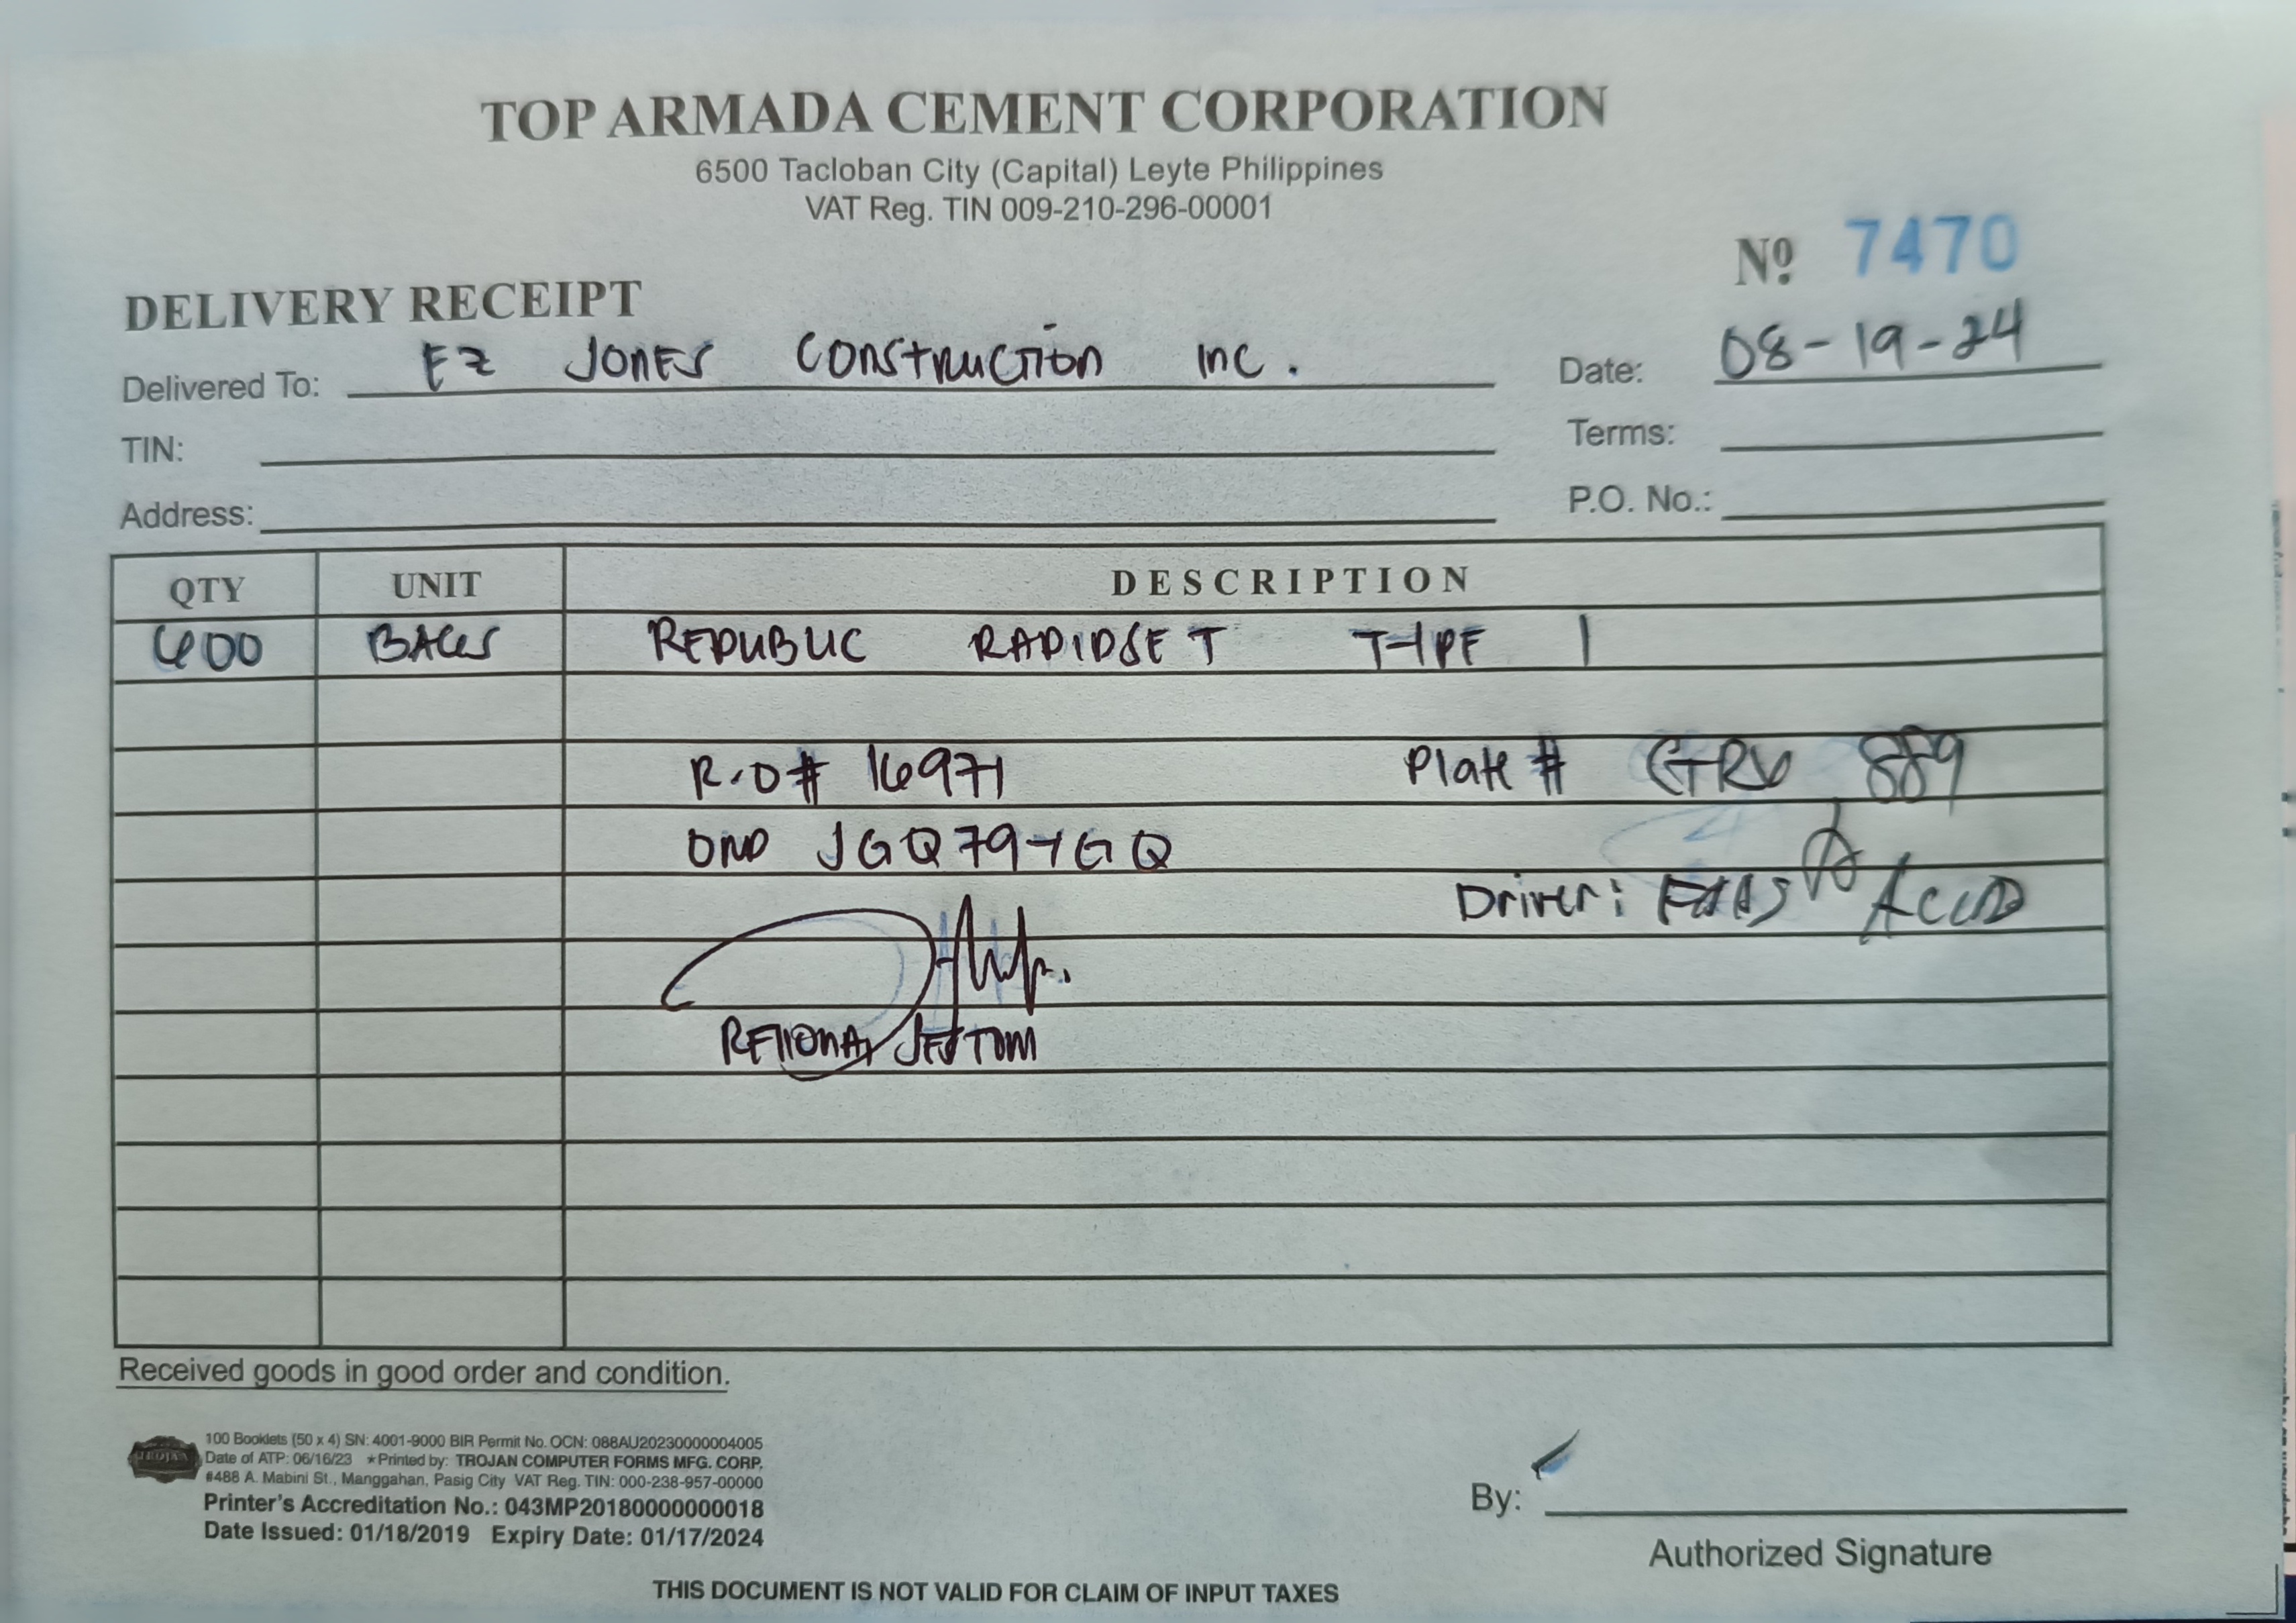 TOP ARMADA CEMENT CORPORATION
6500 Tacloban City (Capital) Leyte Philippines
VAT Reg. TIN 009-210-296-00001
Nº 7470
DELIVERY RECEIPT
Delivered To: EZ JONES CONSTRUCTION INC.
Date: 08-19-24
TIN:
Terms:
Address:
P.O. No.:
QTY UNIT DESCRIPTION
600 BAGS REPUBLIC RAPIDSET TYPE 1
R.O# 16971 Plate # 889
JGQ79YGQ
Driver:
Received goods in good order and condition.
TROJAN
100 Booklets (50 x 4) SN: 4001-9000 BIR Permit No. OCN: 088AU20230000004005
Date of ATP: 06/16/23 ★Printed by: TROJAN COMPUTER FORMS MFG. CORP.
#488 A. Mabini St., Manggahan, Pasig City VAT Reg. TIN: 000-238-957-00000
Printer's Accreditation No.: 043MP20180000000018
Date Issued: 01/18/2019 Expiry Date: 01/17/2024
By:
Authorized Signature
THIS DOCUMENT IS NOT VALID FOR CLAIM OF INPUT TAXES